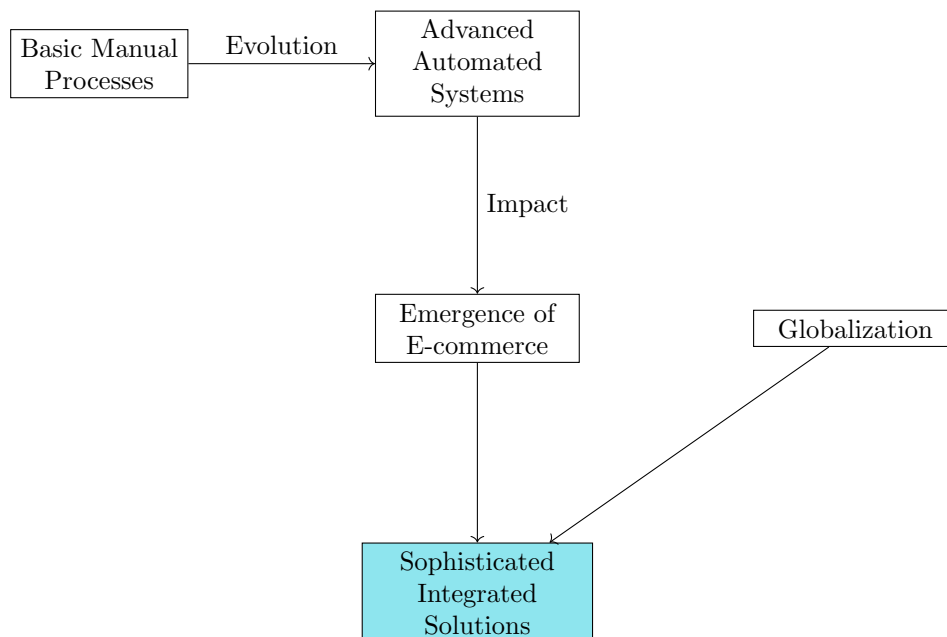 Basic Manual
Processes
Evolution
Advanced
Automated
Systems
Impact
Emergence of
E-commerce
Globalization
Sophisticated
Integrated
Solutions